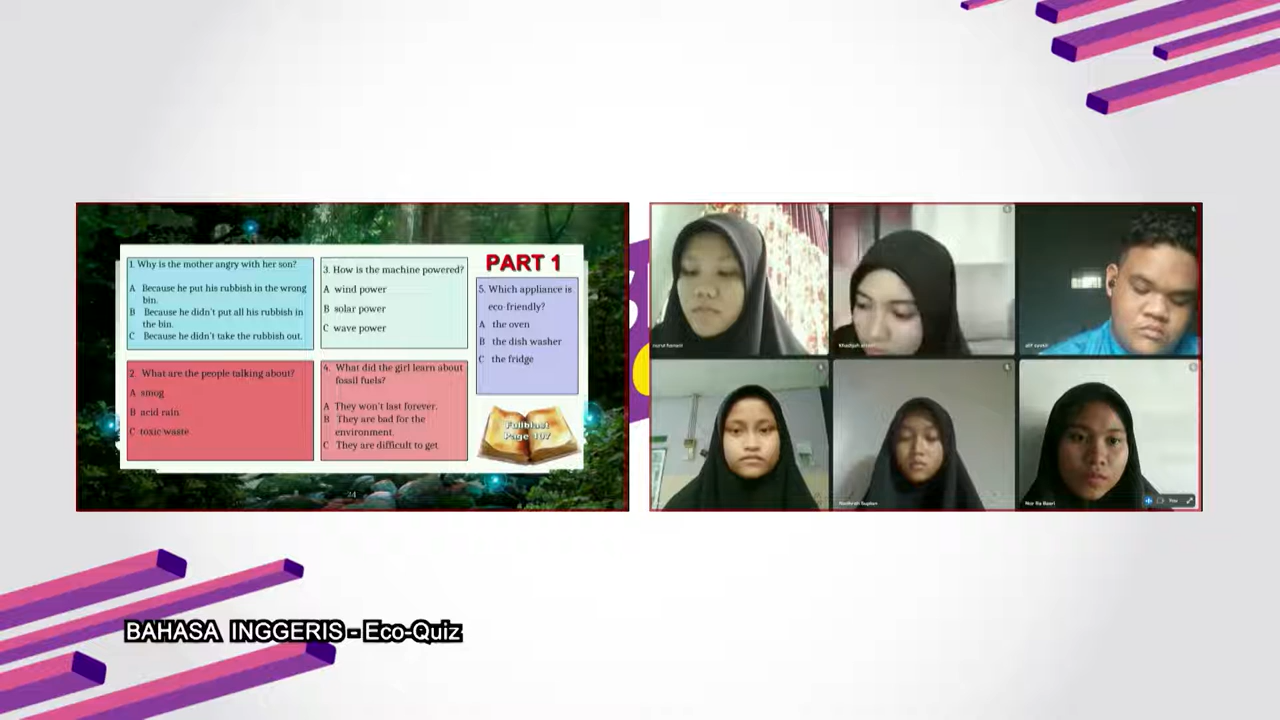 1. Why is the mother angry with her son?
A Because he put his rubbish in the wrong
bin.
B Because he didn't put all his rubbish in
the bin.
C Because he didn't take the rubbish out.
2. What are the people talking about?
A smog
B acid rain
C toxic waste
3. How is the machine powered?
A wind power
B solar power
C wave power
4. What did the girl learn about
fossil fuels?
A They won't last forever.
B They are bad for the
environment.
C They are difficult to get
PART 1
5. Which appliance is
eco-friendly?
A the oven
B the dish washer
C the fridge
Fullblast
Page 107
24
You
BAHASA INGGERIS - Eco-Quiz